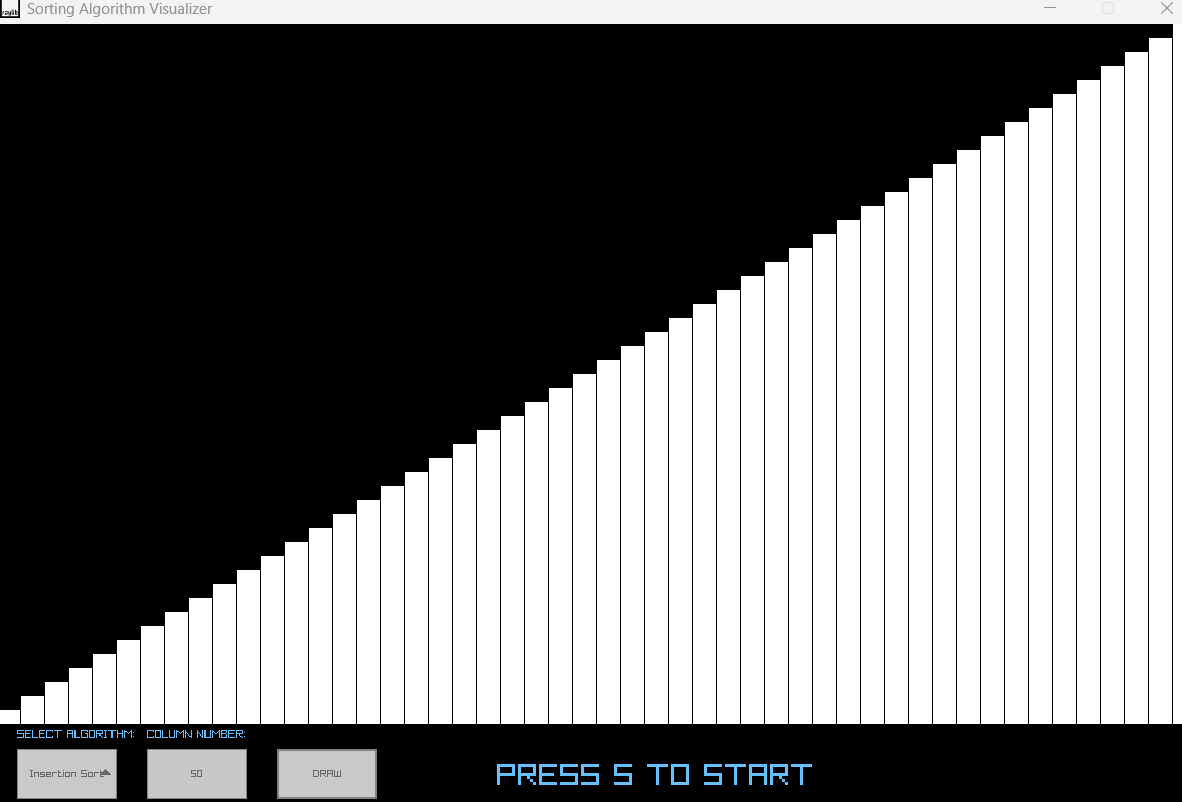 raylib
Sorting Algorithm Visualizer
SELECT ALGORITHM:
COLUMN NUMBER:
Insertion Sort
50
DRAW
PRESS S TO START